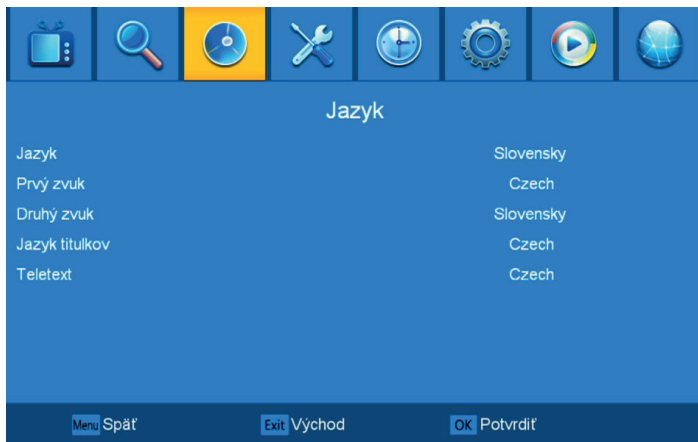 Jazyk
Jazyk Slovensky
Prvý zvuk Czech
Druhý zvuk Slovensky
Jazyk titulkov Czech
Teletext Czech
Menu Späť Exit Východ OK Potvrdiť